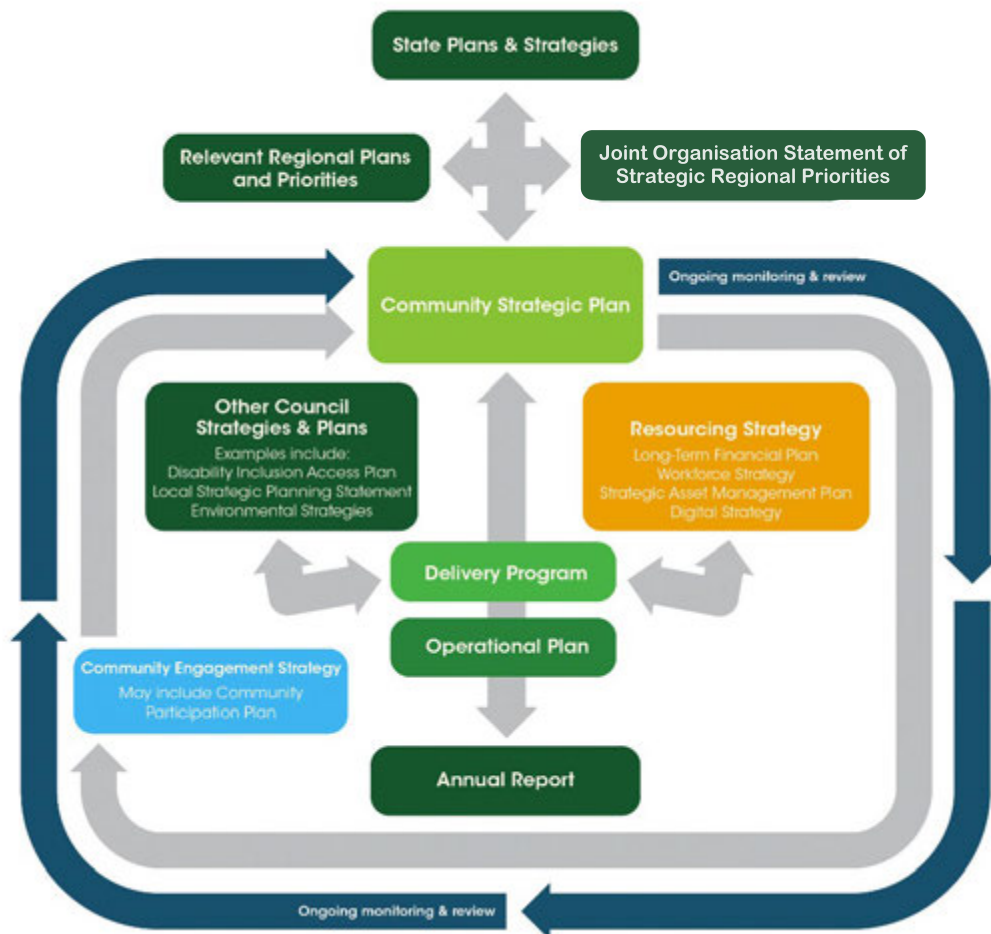 State Plans & Strategies
Relevant Regional Plans
and Priorities
Joint Organisation Statement of
Strategic Regional Priorities
Community Strategic Plan
Ongoing monitoring & review
Other Council
Strategies & Plans
Examples include:
Disability Inclusion Access Plan
Local Strategic Planning Statement
Environmental Strategies
Resourcing Strategy
Long-Term Financial Plan
Workforce Strategy
Strategic Asset Management Plan
Digital Strategy
Delivery Program
Operational Plan
Community Engagement Strategy
May include Community
Participation Plan
Annual Report
Ongoing monitoring & review